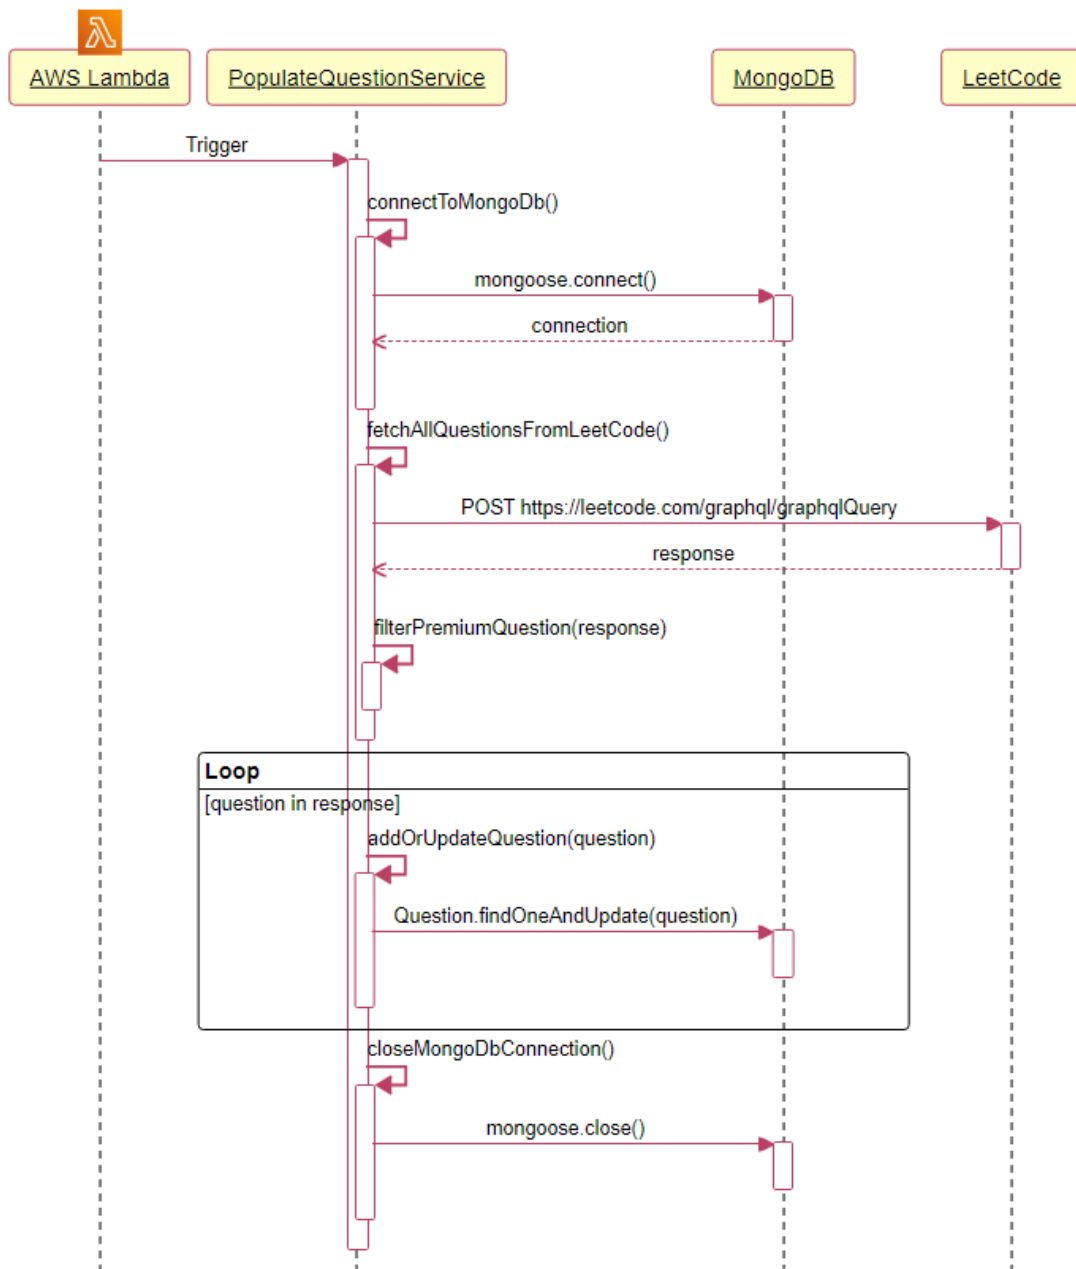 AWS Lambda
PopulateQuestionService
MongoDB
LeetCode
Trigger
connectToMongoDb()
mongoose.connect()
connection
fetchAllQuestionsFromLeetCode()
POST https://leetcode.com/graphql/graphqlQuery
response
filterPremiumQuestion(response)
Loop
[question in response]
addOrUpdateQuestion(question)
Question.findOneAndUpdate(question)
closeMongoDbConnection()
mongoose.close()